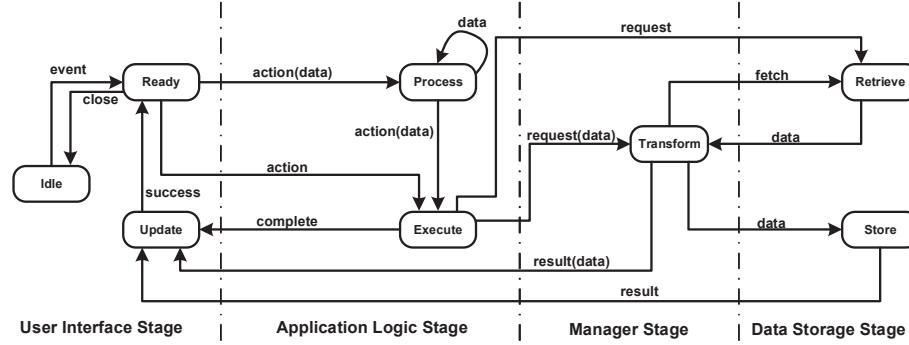 data
request
event
Ready
action(data)
Process
fetch
Retrieve
close
action(data)
request(data)
Transform
data
Idle
action
success
Update
complete
Execute
data
Store
result(data)
result
User Interface Stage
Application Logic Stage
Manager Stage
Data Storage Stage